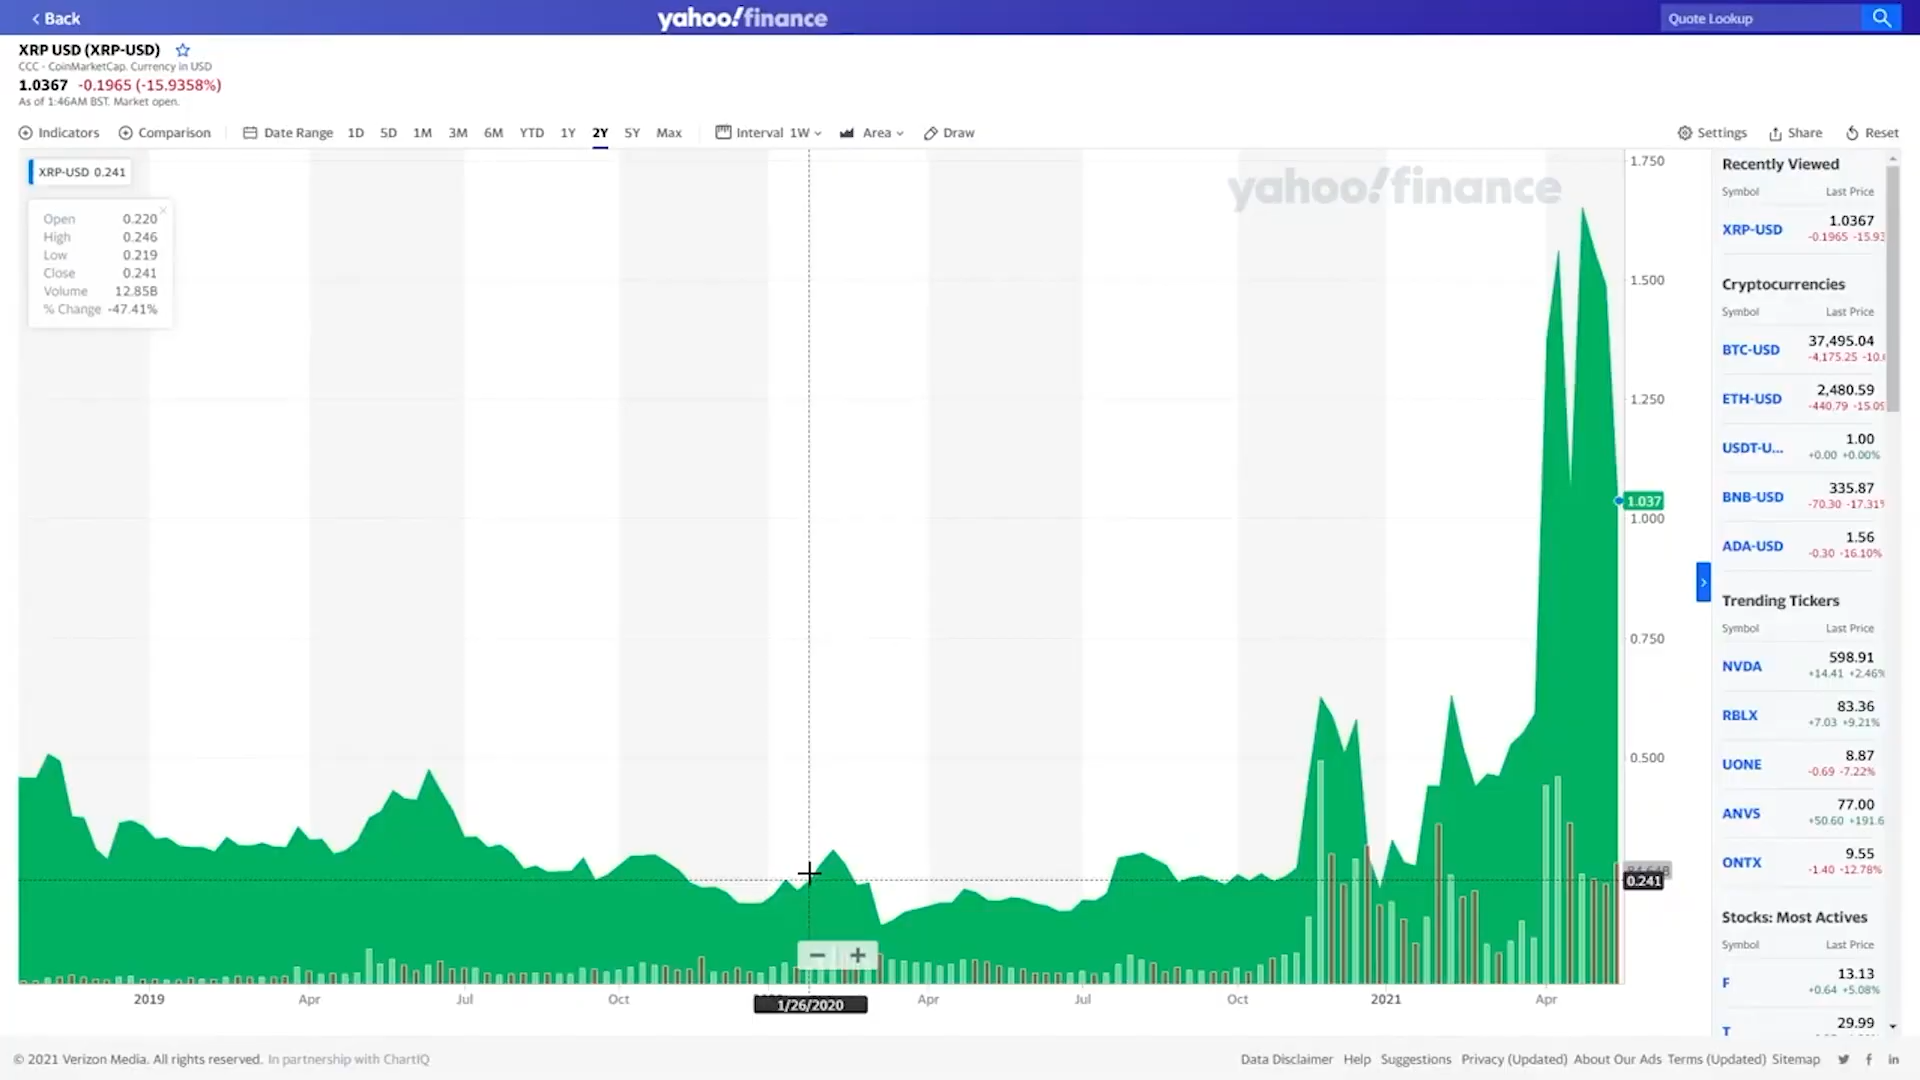 Back
yahoo!finance
Quote Lookup
XRP USD (XRP-USD)
CCC - CoinMarketCap. Currency in USD
1.0367 -0.1965 (-15.9358%)
As of 1:46AM BST. Market open.
Indicators Comparison Date Range 1D 5D 1M 3M 6M YTD 1Y 2Y 5Y Max Interval 1W Area Draw Settings Share Reset
XRP-USD 0.241
Open 0.220
High 0.246
Low 0.219
Close 0.241
Volume 12.85B
% Change -47.41%
yahoo!finance
1.750
1.500
1.250
1.037
1.000
0.750
0.500
0.241
2019 Apr Jul Oct 1/26/2020 Apr Jul Oct 2021 Apr
Recently Viewed
Symbol Last Price
XRP-USD 1.0367
-0.1965 -15.93
Cryptocurrencies
Symbol Last Price
BTC-USD 37,495.04
-4,175.25 -10.
ETH-USD 2,480.59
-440.79 -15.09
USDT-U... 1.00
+0.00 +0.00%
BNB-USD 335.87
-70.30 -17.31%
ADA-USD 1.56
-0.30 -16.10%
Trending Tickers
Symbol Last Price
NVDA 598.91
+14.41 +2.46%
RBLX 83.36
+7.03 +9.21%
UONE 8.87
-0.69 -7.22%
ANVS 77.00
+50.60 +191.6
ONTX 9.55
-1.40 -12.78%
Stocks: Most Actives
Symbol Last Price
F 13.13
+0.64 +5.08%
T 29.99
© 2021 Verizon Media. All rights reserved. In partnership with ChartIQ
Data Disclaimer Help Suggestions Privacy (Updated) About Our Ads Terms (Updated) Sitemap